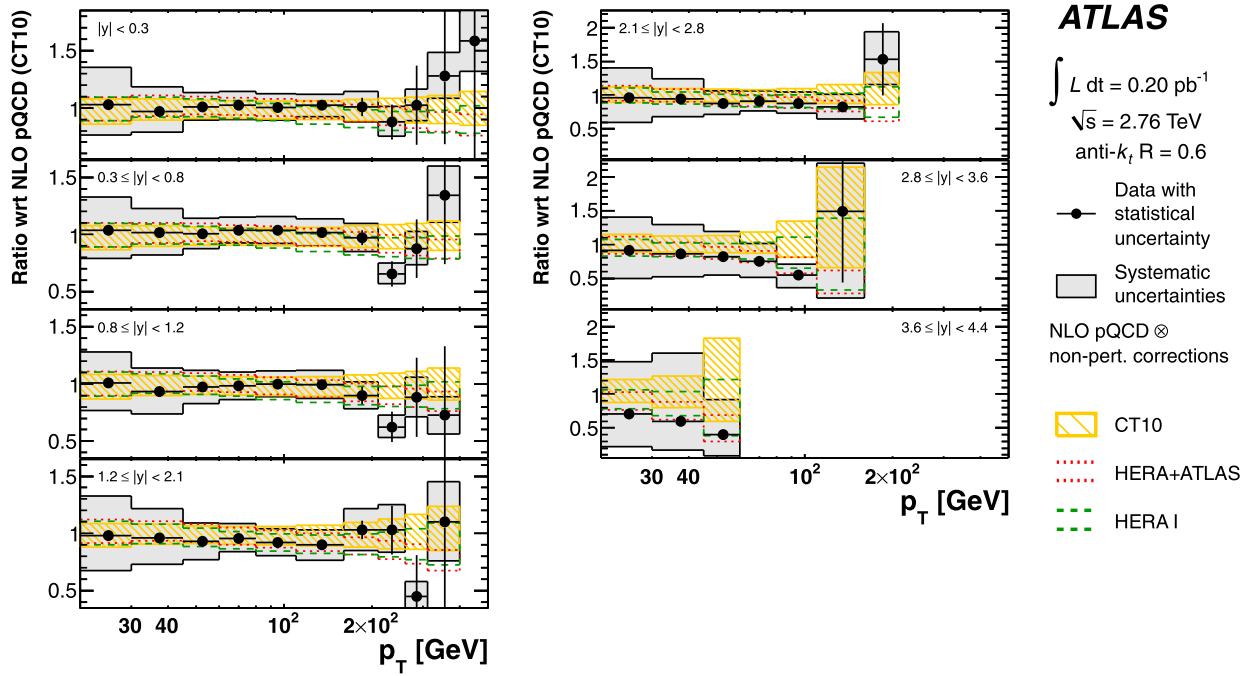 Ratio wrt NLO pQCD (CT10)
|y| < 0.3
1.5
1
0.3 ≤ |y| < 0.8
1.5
1
0.5
0.8 ≤ |y| < 1.2
1.5
1
0.5
1.2 ≤ |y| < 2.1
1.5
1
0.5
30 40 10² 2×10²
p_T [GeV]
Ratio wrt NLO pQCD (CT10)
2.1 ≤ |y| < 2.8
2
1.5
1
0.5
2.8 ≤ |y| < 3.6
2
1.5
1
0.5
3.6 ≤ |y| < 4.4
2
1.5
1
0.5
30 40 10² 2×10²
p_T [GeV]
ATLAS
∫ L dt = 0.20 pb⁻¹
√s = 2.76 TeV
anti-k_t R = 0.6
Data with
statistical
uncertainty
Systematic
uncertainties
NLO pQCD ⊗
non-pert. corrections
CT10
HERA+ATLAS
HERA I